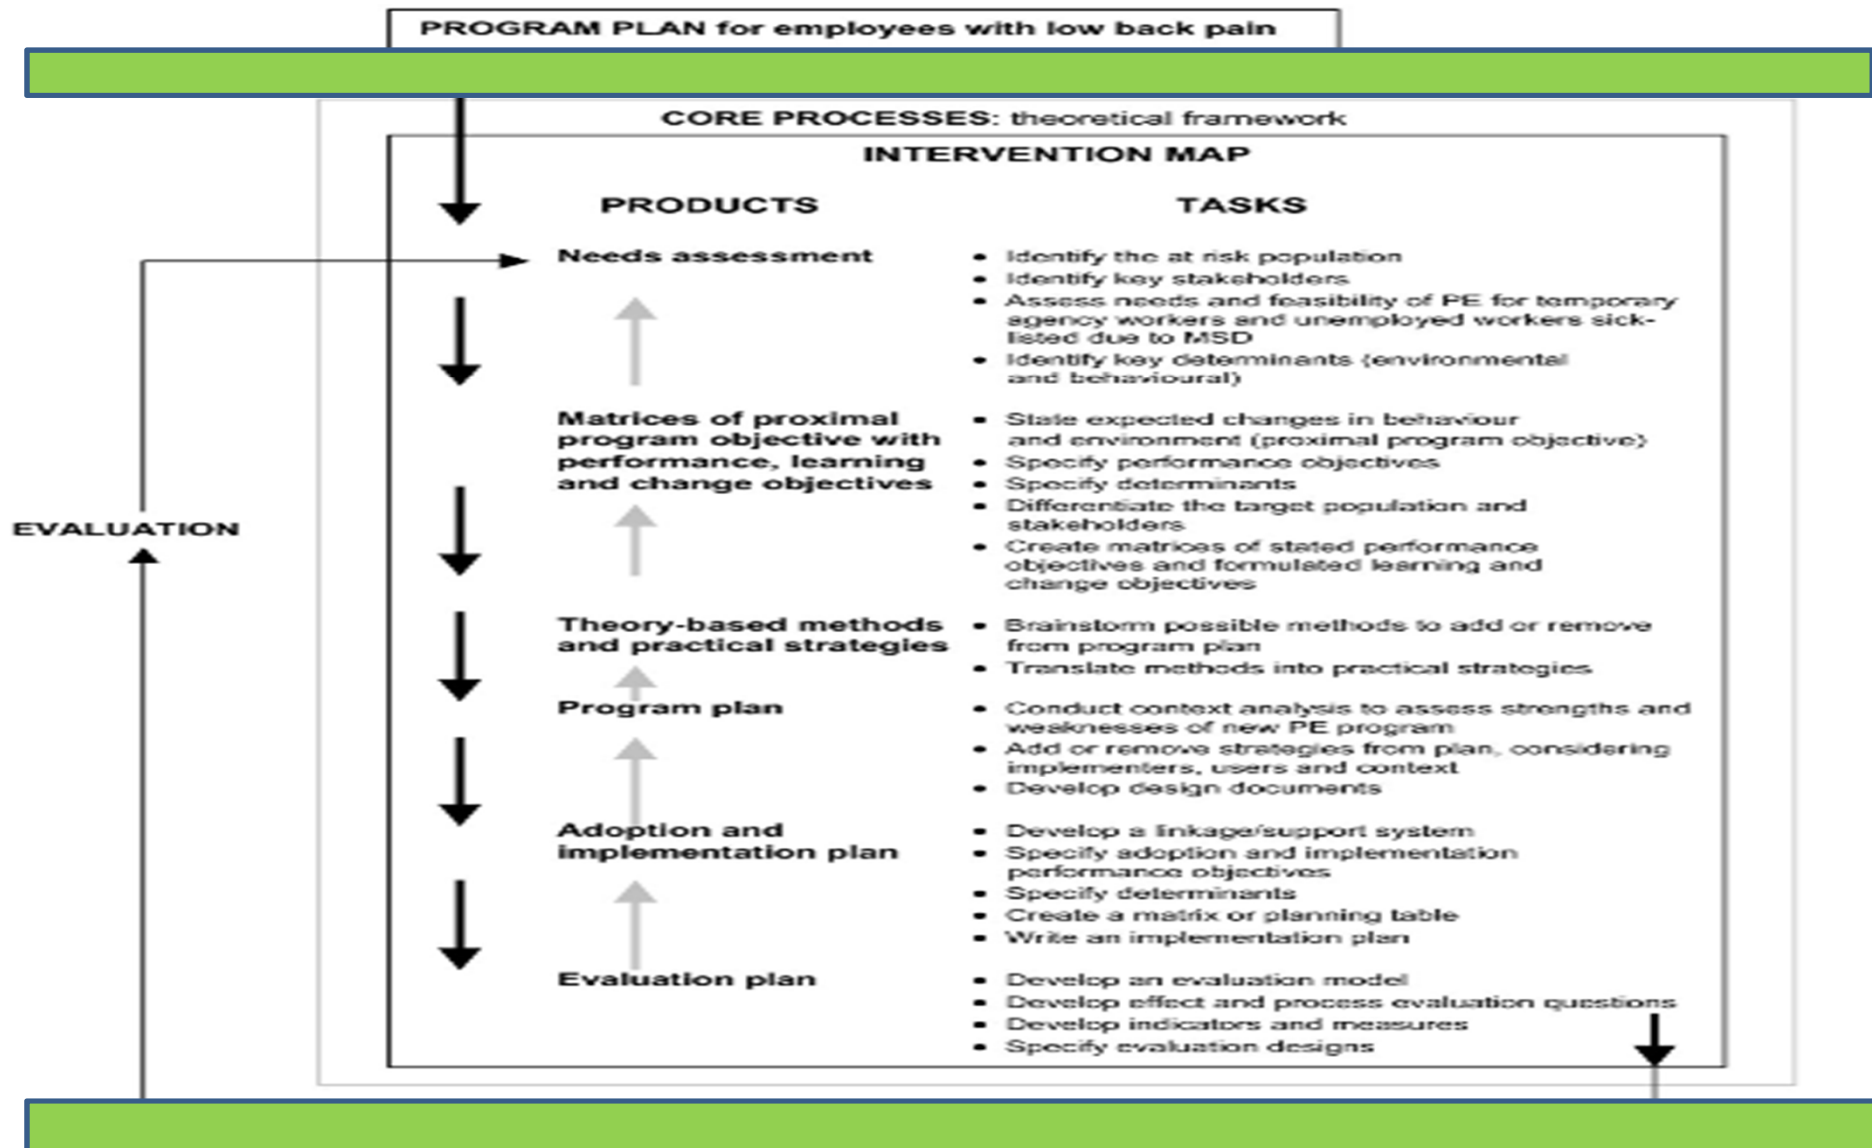 PROGRAM PLAN for employees with low back pain
CORE PROCESSES: theoretical framework
INTERVENTION MAP
PRODUCTS
TASKS
EVALUATION
Needs assessment
• Identify the at risk population
• Identify key stakeholders
• Assess needs and feasibility of PE for temporary
agency workers and unemployed workers sick-
listed due to MSD
• Identify key determinants (environmental
and behavioural)
Matrices of proximal
program objective with
performance, learning
and change objectives
• State expected changes in behaviour
and environment (proximal program objective)
• Specify performance objectives
• Specify determinants
• Differentiate the target population and
stakeholders
• Create matrices of stated performance
objectives and formulated learning and
change objectives
Theory-based methods
and practical strategies
• Brainstorm possible methods to add or remove
from program plan
• Translate methods into practical strategies
Program plan
• Conduct context analysis to assess strengths and
weaknesses of new PE program
• Add or remove strategies from plan, considering
implementers, users and context
• Develop design documents
Adoption and
implementation plan
• Develop a linkage/support system
• Specify adoption and implementation
performance objectives
• Specify determinants
• Create a matrix or planning table
• Write an implementation plan
Evaluation plan
• Develop an evaluation model
• Develop effect and process evaluation questions
• Develop indicators and measures
• Specify evaluation designs